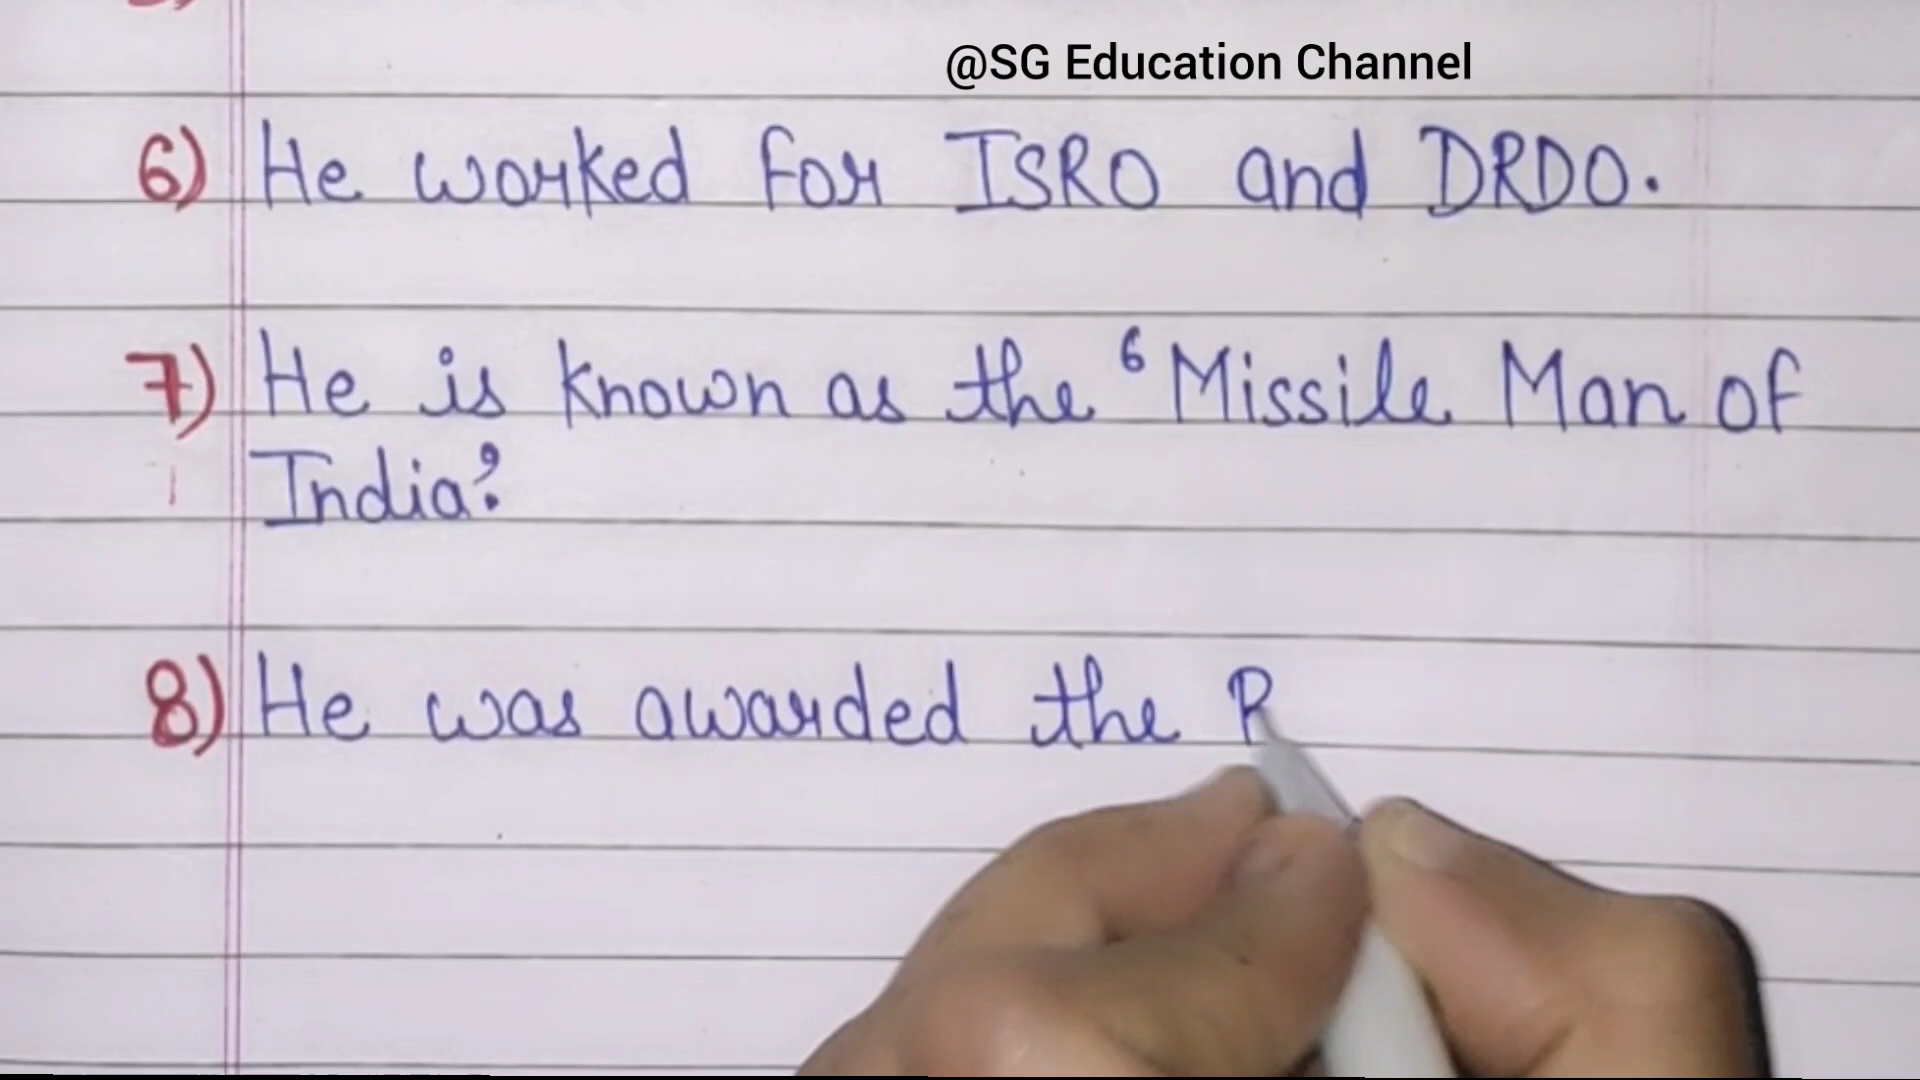 @SG Education Channel
6) He worked for ISRO and DRDO.
7) He is known as the ‘Missile Man of
India’.
8) He was awarded the P